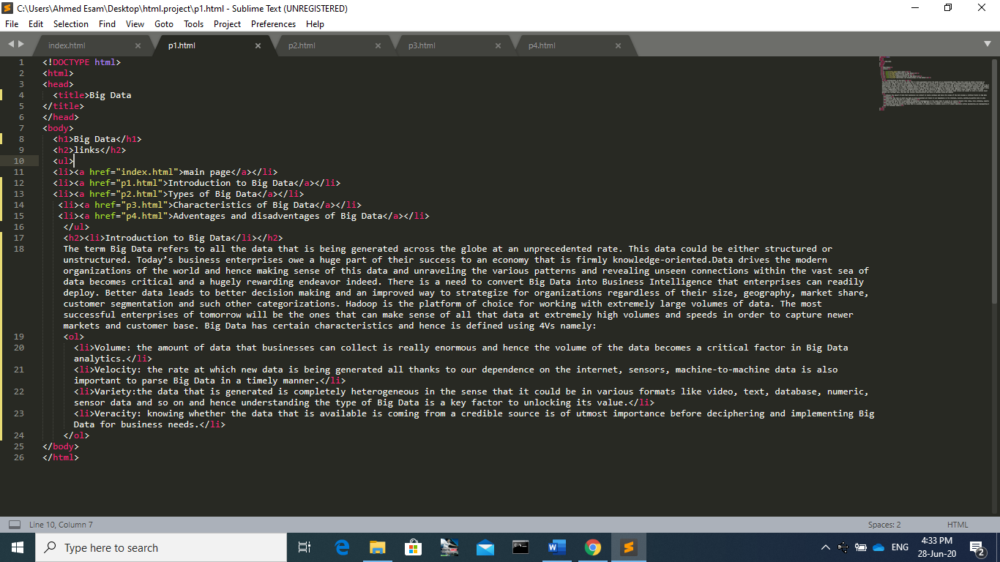 C:\Users\Ahmed Esam\Desktop\html.project\p1.html - Sublime Text (UNREGISTERED)
File Edit Selection Find View Goto Tools Project Preferences Help
index.html p1.html p2.html p3.html p4.html
1 <!DOCTYPE html>
2 <html>
3 <head>
4 <title>Big Data
5 </title>
6 </head>
7 <body>
8 <h1>Big Data</h1>
9 <h2>links</h2>
10 <ul>
11 <li><a href="index.html">main page</a></li>
12 <li><a href="p1.html">Introduction to Big Data</a></li>
13 <li><a href="p2.html">Types of Big Data</a></li>
14 <li><a href="p3.html">Characteristics of Big Data</a></li>
15 <li><a href="p4.html">Adventages and disadventages of Big Data</a></li>
16 </ul>
17 <h2><li>Introduction to Big Data</li></h2>
18 The term Big Data refers to all the data that is being generated across the globe at an unprecedented rate. This data could be either structured or
unstructured. Today’s business enterprises owe a huge part of their success to an economy that is firmly knowledge-oriented.Data drives the modern
organizations of the world and hence making sense of this data and unraveling the various patterns and revealing unseen connections within the vast sea of
data becomes critical and a hugely rewarding endeavor indeed. There is a need to convert Big Data into Business Intelligence that enterprises can readily
deploy. Better data leads to better decision making and an improved way to strategize for organizations regardless of their size, geography, market share,
customer segmentation and such other categorizations. Hadoop is the platform of choice for working with extremely large volumes of data. The most
successful enterprises of tomorrow will be the ones that can make sense of all that data at extremely high volumes and speeds in order to capture newer
markets and customer base. Big Data has certain characteristics and hence is defined using 4Vs namely:
19 <ol>
20 <li>Volume: the amount of data that businesses can collect is really enormous and hence the volume of the data becomes a critical factor in Big Data
analytics.</li>
21 <li>Velocity: the rate at which new data is being generated all thanks to our dependence on the internet, sensors, machine-to-machine data is also
important to parse Big Data in a timely manner.</li>
22 <li>Variety:the data that is generated is completely heterogeneous in the sense that it could be in various formats like video, text, database, numeric,
sensor data and so on and hence understanding the type of Big Data is a key factor to unlocking its value.</li>
23 <li>Veracity: knowing whether the data that is available is coming from a credible source is of utmost importance before deciphering and implementing Big
Data for business needs.</li>
24 </ol>
25 </body>
26 </html>
Line 10, Column 7 Spaces: 2 HTML
Type here to search ENG 4:33 PM
28-Jun-20 2